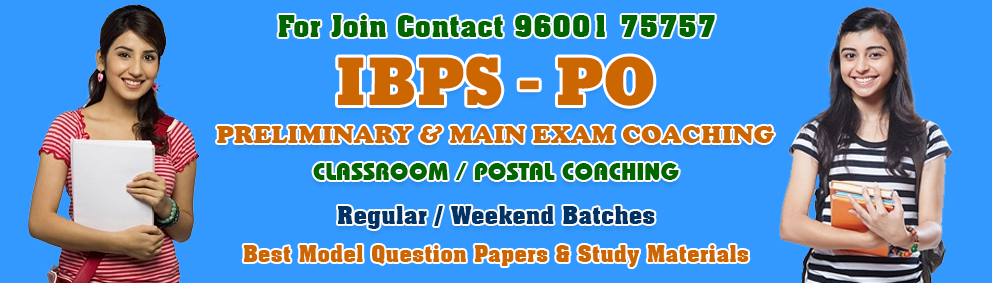 For Join Contact 96001 75757
IBPS - PO
PRELIMINARY & MAIN EXAM COACHING
CLASSROOM / POSTAL COACHING
Regular / Weekend Batches
Best Model Question Papers & Study Materials